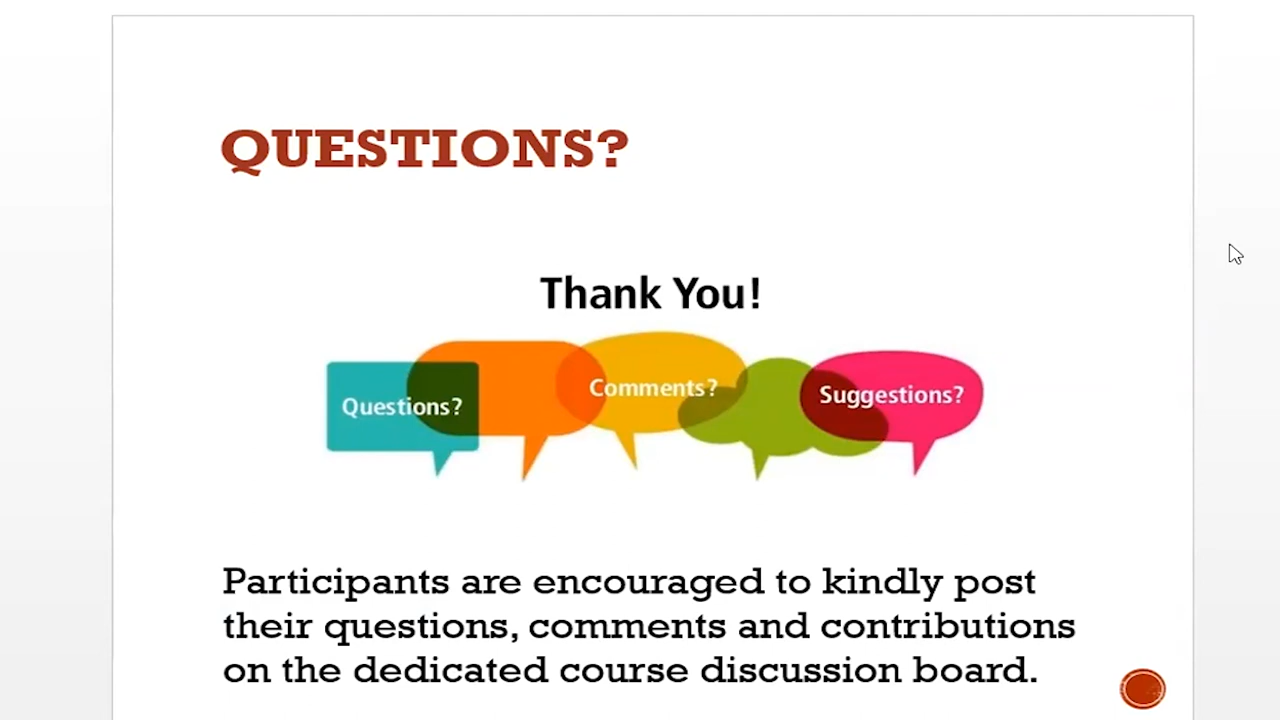 QUESTIONS?
Thank You!
Questions?
Comments?
Suggestions?
Participants are encouraged to kindly post
their questions, comments and contributions
on the dedicated course discussion board.